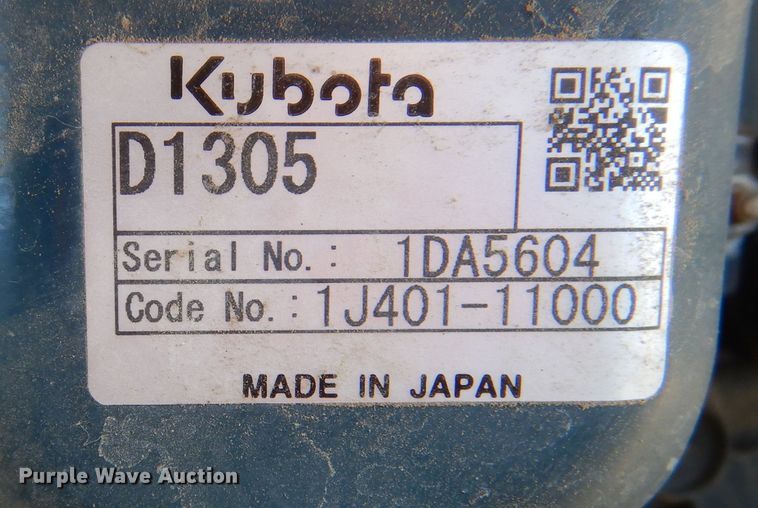 Kubota
D1305
Serial No.: 1DA5604
Code No.: 1J401-11000
MADE IN JAPAN
Purple Wave Auction